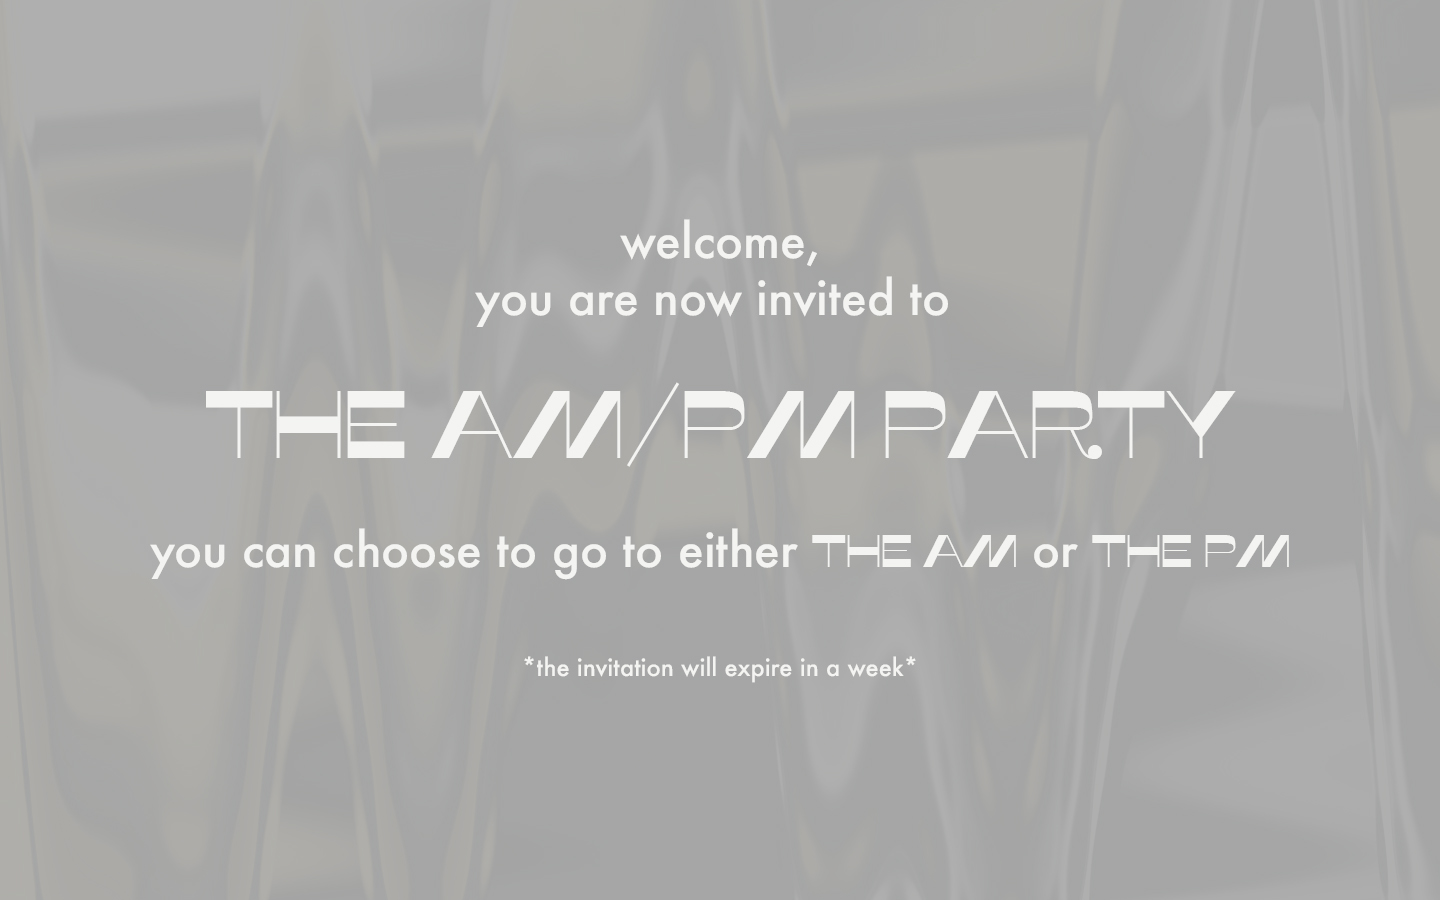 welcome,
you are now invited to
THE AM/PM PARTY
you can choose to go to either THE AM or THE PM
*the invitation will expire in a week*